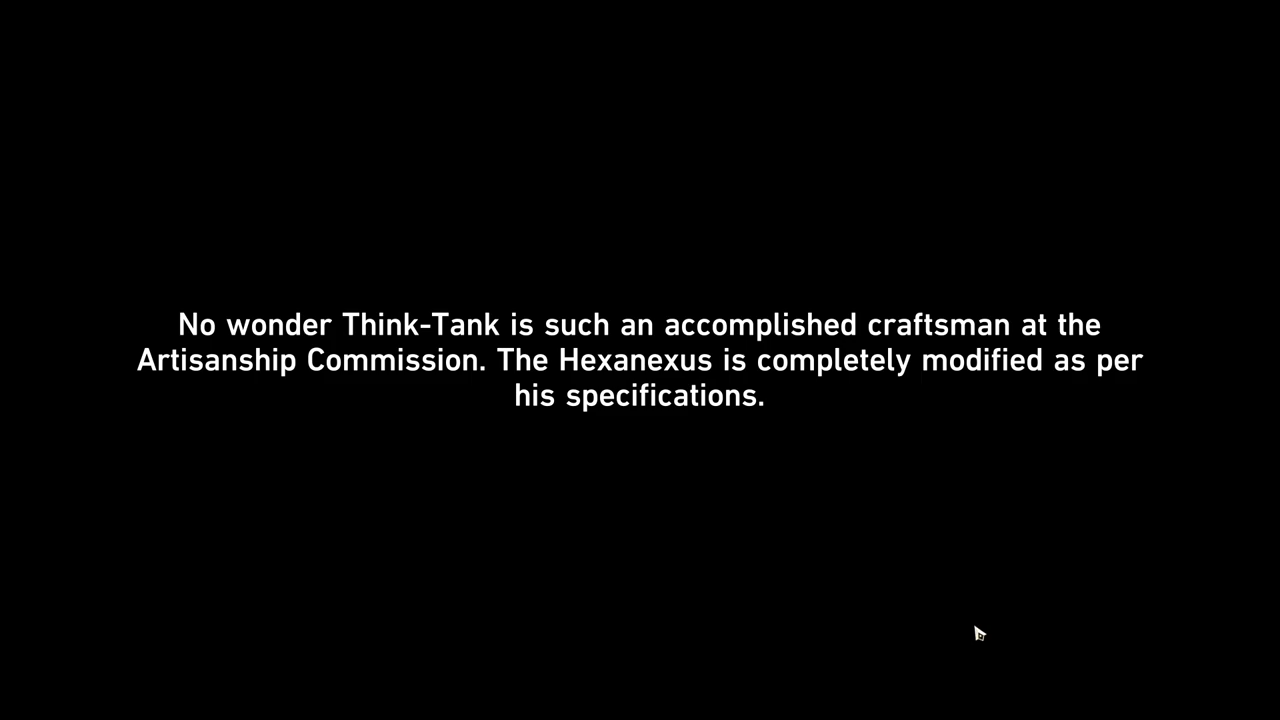 No wonder Think-Tank is such an accomplished craftsman at the
Artisanship Commission. The Hexanexus is completely modified as per
his specifications.